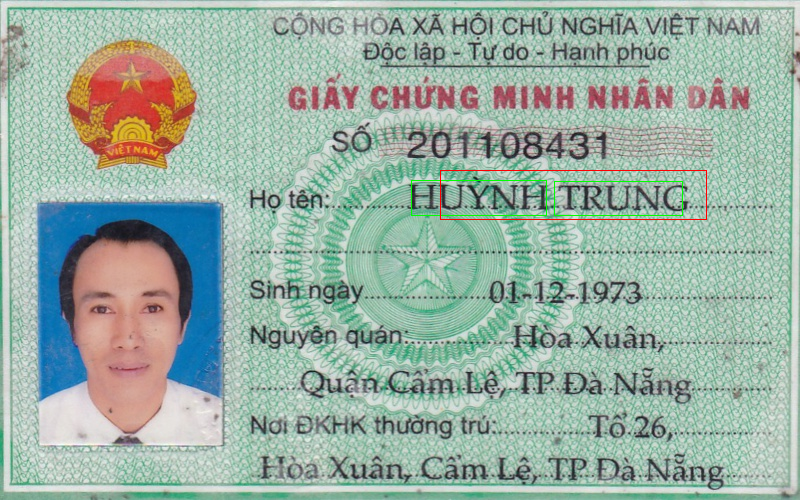 CỘNG HÒA XÃ HỘI CHỦ NGHĨA VIỆT NAM
Độc lập - Tự do - Hạnh phúc
GIẤY CHỨNG MINH NHÂN DÂN
VIỆT NAM
SỐ 201108431
Họ tên: HUỲNH TRUNG
Sinh ngày 01-12-1973
Nguyên quán: Hòa Xuân,
Quận Cẩm Lệ, TP Đà Nẵng
Nơi ĐKHK thường trú: Tổ 26,
Hòa Xuân, Cẩm Lệ, TP Đà Nẵng